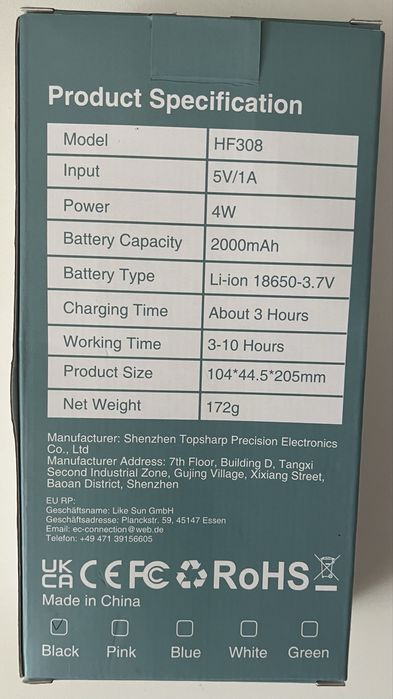 Product Specification
Model HF308
Input 5V/1A
Power 4W
Battery Capacity 2000mAh
Battery Type Li-ion 18650-3.7V
Charging Time About 3 Hours
Working Time 3-10 Hours
Product Size 104*44.5*205mm
Net Weight 172g
Manufacturer: Shenzhen Topsharp Precision Electronics
Co., Ltd
Manufacturer Address: 7th Floor, Building D, Tangxi
Second Industrial Zone, Gujing Village, Xixiang Street,
Baoan District, Shenzhen
EU RP:
Geschäftsname: Like Sun GmbH
Geschäftsadresse: Planckstr. 59, 45147 Essen
Email: ec-connection@web.de
Telefon: +49 471 39156605
UK CA CE FC RoHS
Made in China
Black Pink Blue White Green